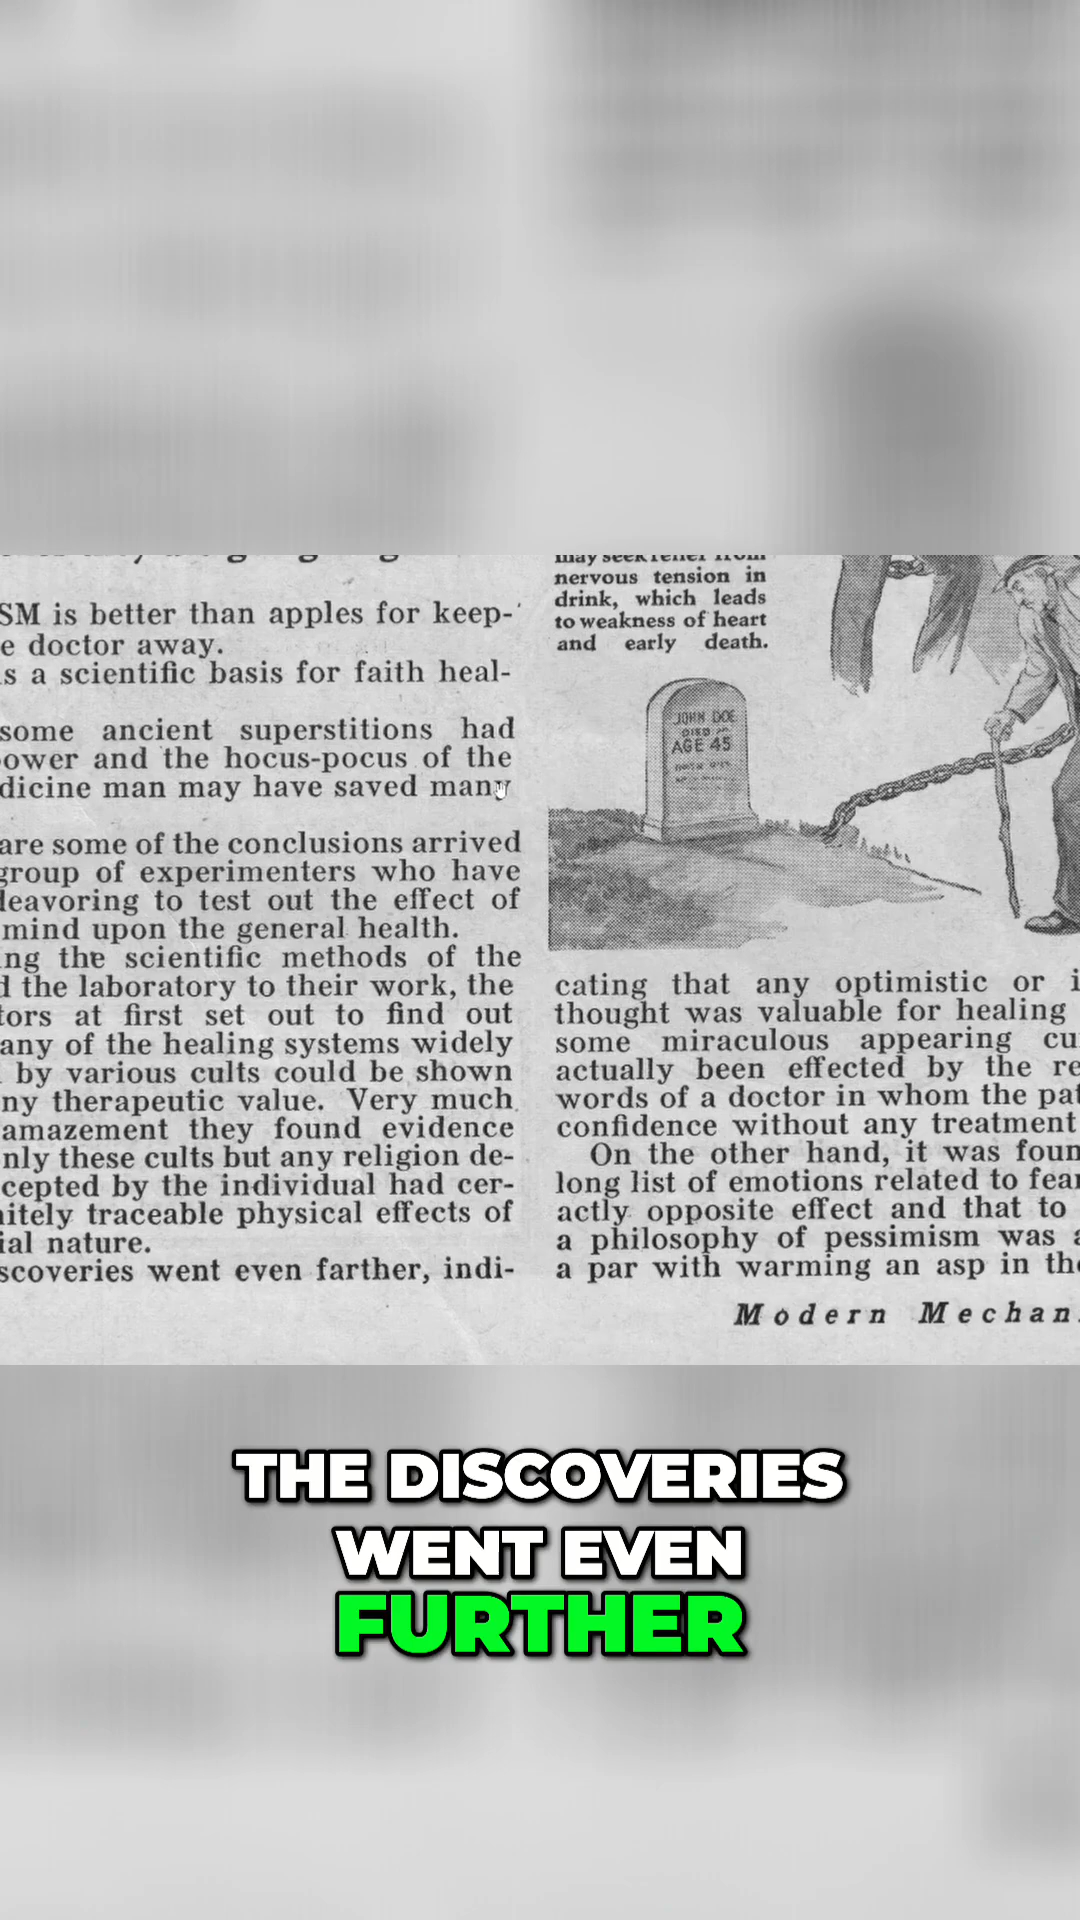 SM is better than apples for keep-
e doctor away.
s a scientific basis for faith heal-
some ancient superstitions had
power and the hocus-pocus of the
dicine man may have saved many
are some of the conclusions arrived
group of experimenters who have
deavoring to test out the effect of
mind upon the general health.
ing the scientific methods of the
d the laboratory to their work, the
tors at first set out to find out
any of the healing systems widely
by various cults could be shown
ny therapeutic value. Very much
amazement they found evidence
nly these cults but any religion de-
cepted by the individual had cer-
nitely traceable physical effects of
ial nature.
scoveries went even farther, indi-
may seek relief from
nervous tension in
drink, which leads
to weakness of heart
and early death.
JOHN DOE
DIED
AGE 45
cating that any optimistic or i
thought was valuable for healing
some miraculous appearing cu
actually been effected by the re
words of a doctor in whom the pat
confidence without any treatment
On the other hand, it was foun
long list of emotions related to fear
actly opposite effect and that to
a philosophy of pessimism was a
a par with warming an asp in the
Modern Mechan
THE DISCOVERIES
WENT EVEN
FURTHER